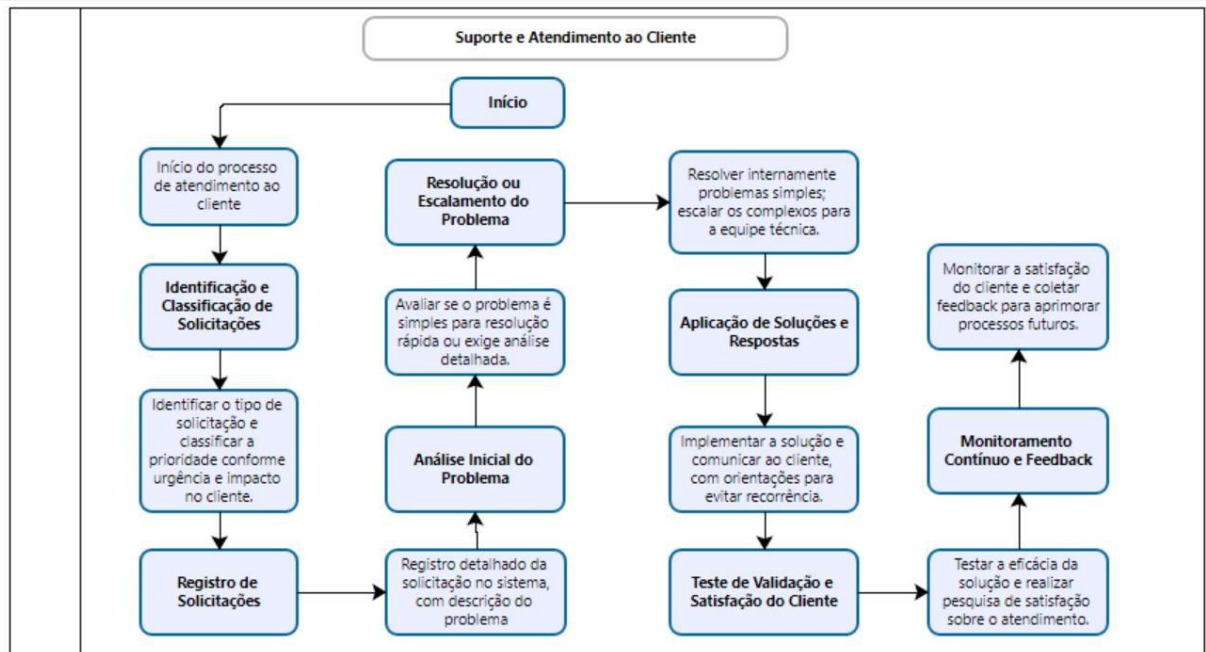 Suporte e Atendimento ao Cliente
Início
Início do processo
de atendimento ao
cliente
Identificação e
Classificação de
Solicitações
Identificar o tipo de
solicitação e
classificar a
prioridade conforme
urgência e impacto
no cliente.
Registro de
Solicitações
Registro detalhado da
solicitação no sistema,
com descrição do
problema
Análise Inicial do
Problema
Avaliar se o problema é
simples para resolução
rápida ou exige análise
detalhada.
Resolução ou
Escalamento do
Problema
Resolver internamente
problemas simples;
escalar os complexos para
a equipe técnica.
Aplicação de Soluções e
Respostas
Implementar a solução e
comunicar ao cliente,
com orientações para
evitar recorrência.
Teste de Validação e
Satisfação do Cliente
Testar a eficácia da
solução e realizar
pesquisa de satisfação
sobre o atendimento.
Monitoramento
Contínuo e Feedback
Monitorar a satisfação
do cliente e coletar
feedback para aprimorar
processos futuros.